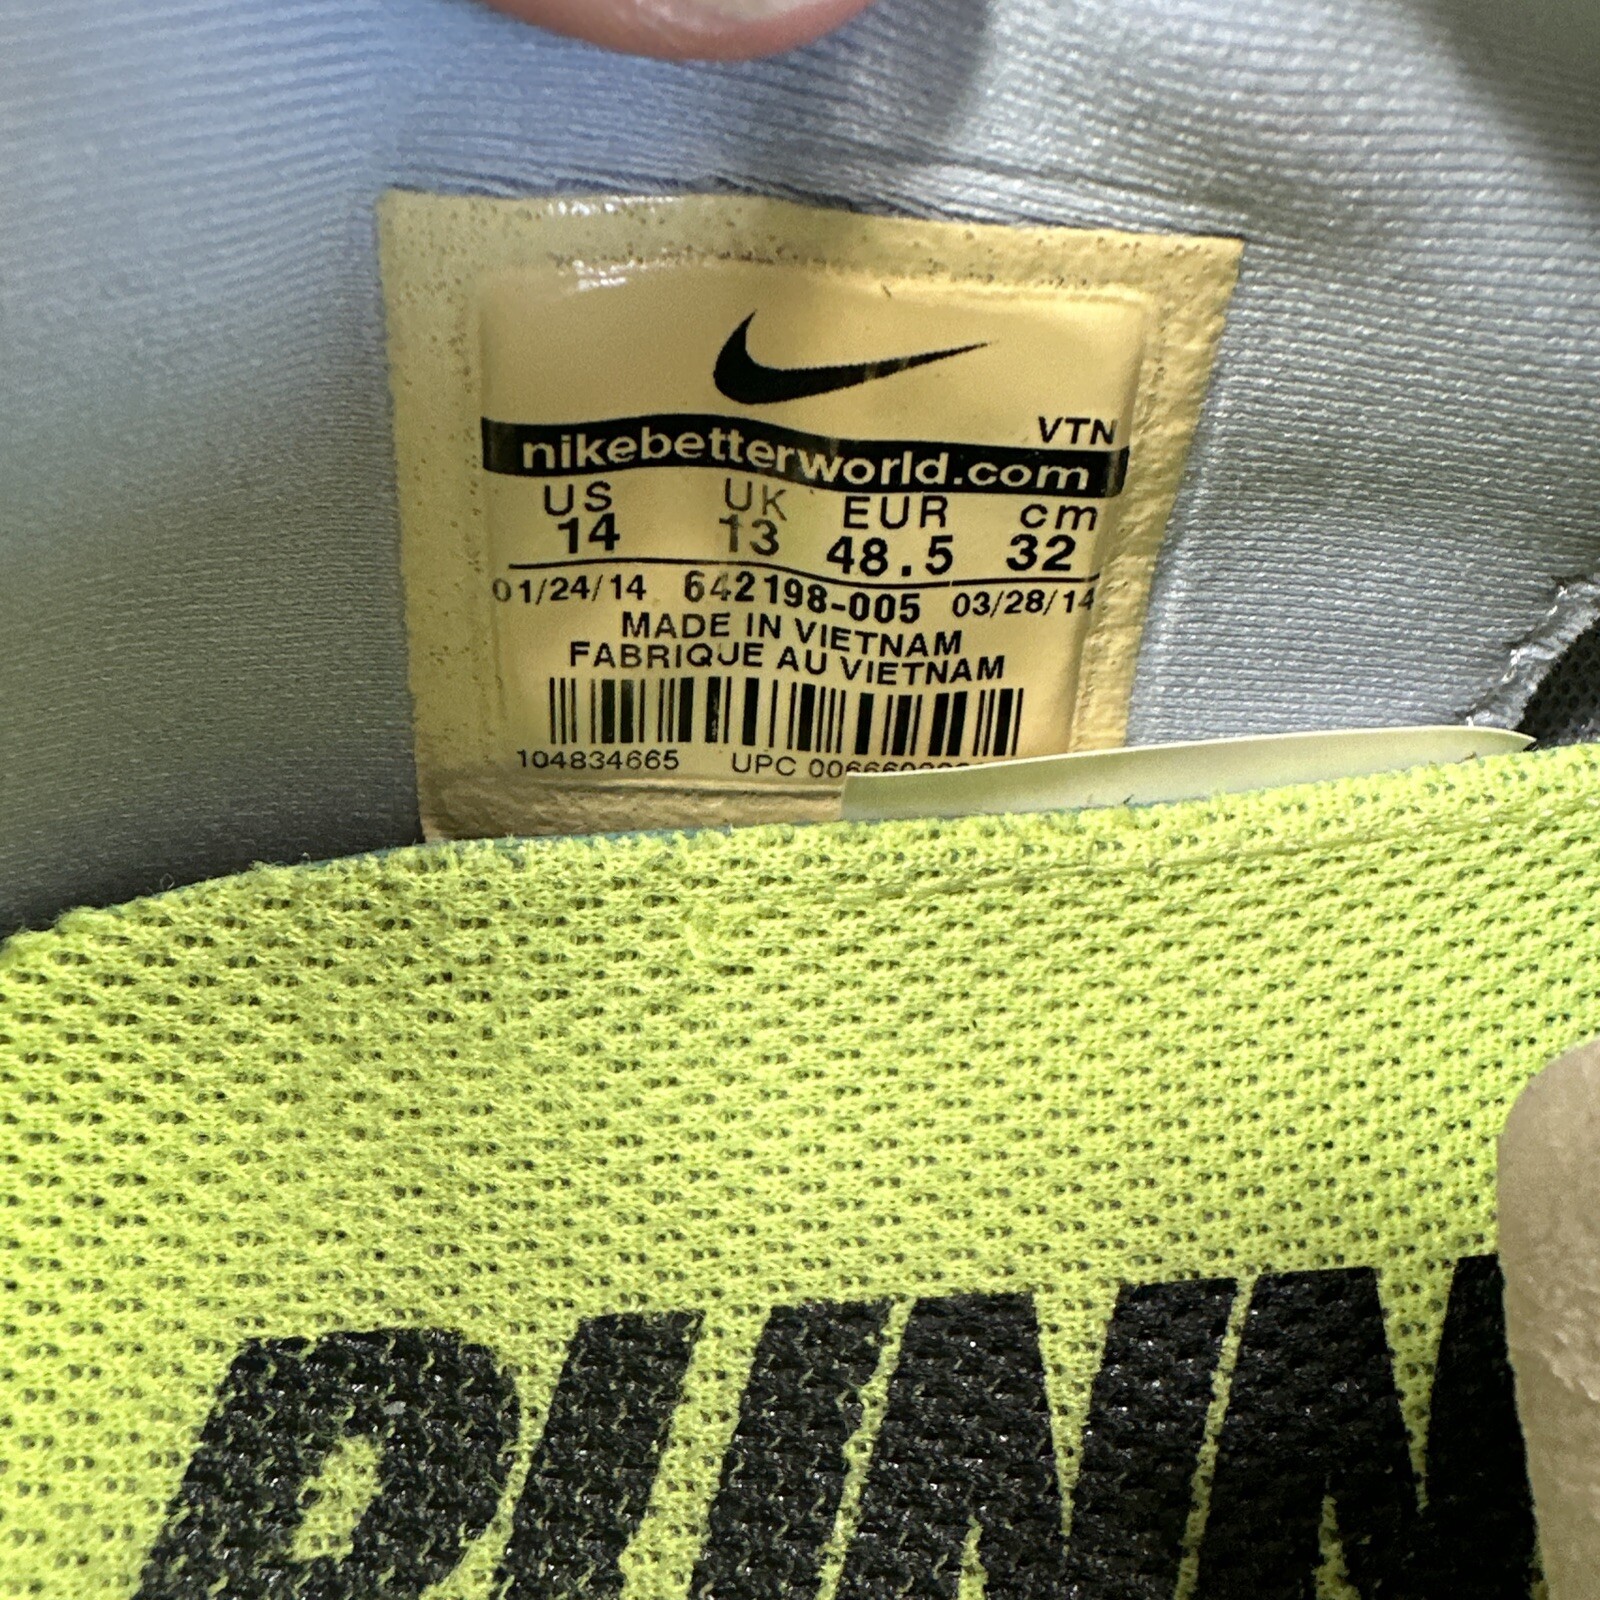 VTN
nikebetterworld.com
US UK EUR cm
14 13 48.5 32
01/24/14 642198-005 03/28/14
MADE IN VIETNAM
FABRIQUE AU VIETNAM
104834665 UPC